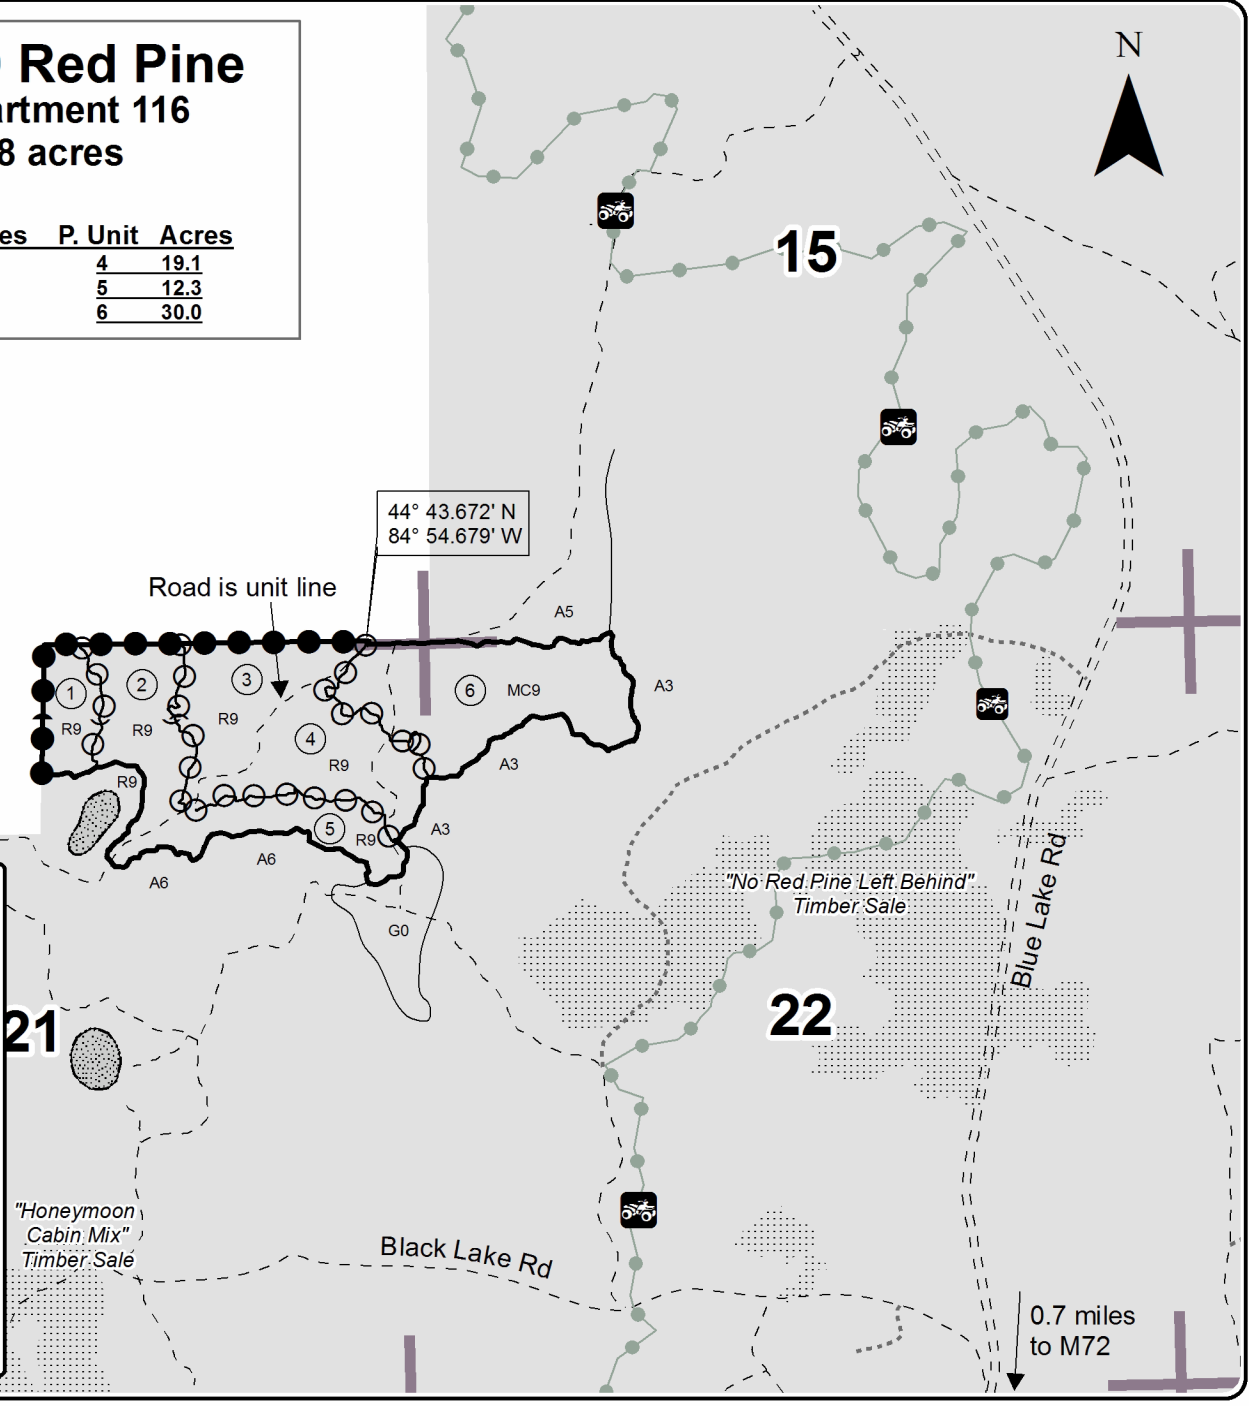 Red Pine
artment 116
8 acres
es P. Unit Acres
4 19.1
5 12.3
6 30.0
N
15
44° 43.672' N
84° 54.679' W
Road is unit line
A5
1
2
3
6
MC9
A3
R9
R9
R9
4
R9
A3
R9
5
R9
A3
A6
A6
"No Red Pine Left Behind"
Timber Sale
Blue Lake Rd
G0
22
21
"Honeymoon
Cabin Mix"
Timber Sale
Black Lake Rd
0.7 miles
to M72